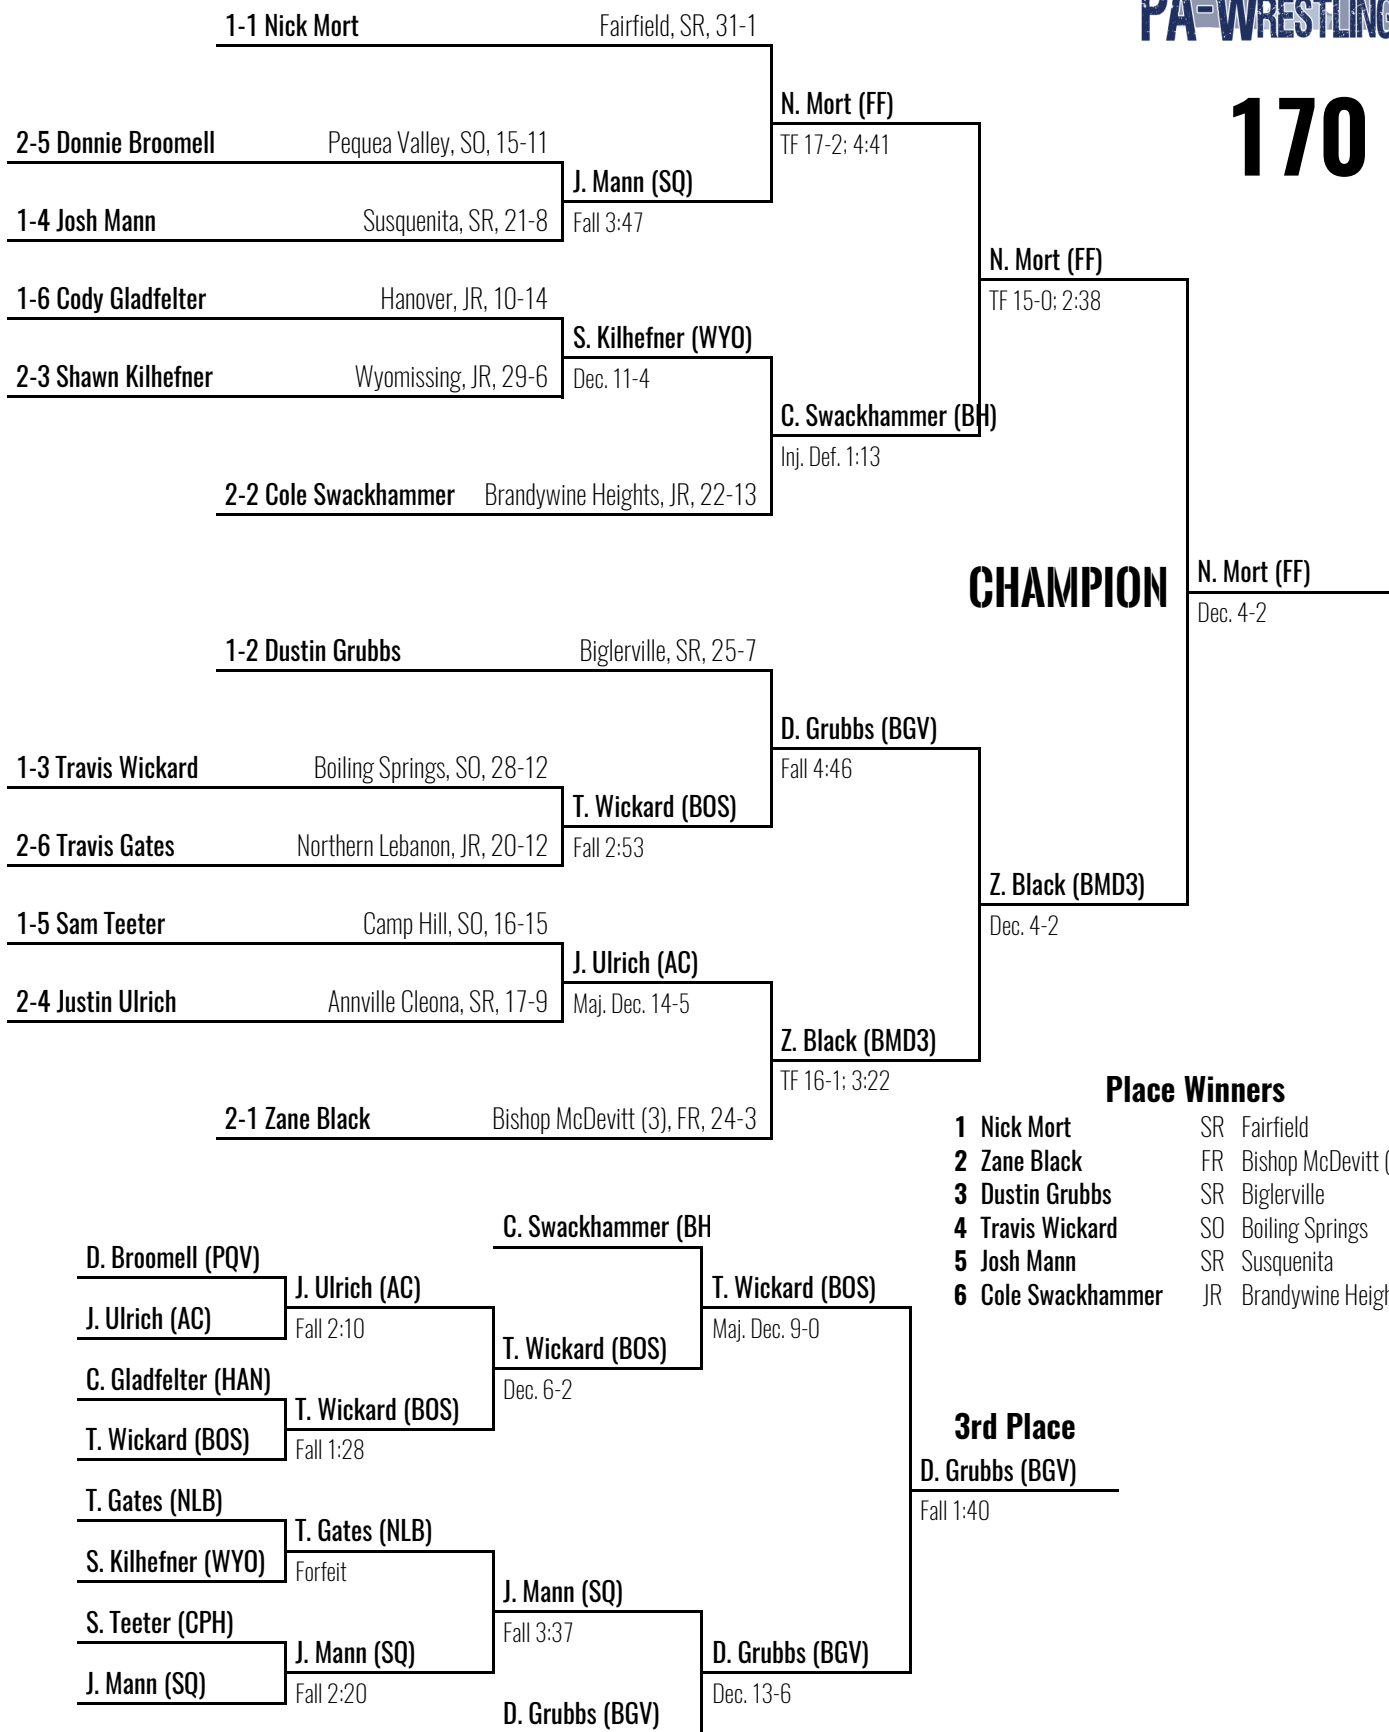 PA-WRESTLING
170
1-1 Nick Mort Fairfield, SR, 31-1
N. Mort (FF)
TF 17-2; 4:41
2-5 Donnie Broomell Pequea Valley, SO, 15-11
J. Mann (SQ)
Fall 3:47
1-4 Josh Mann Susquenita, SR, 21-8
N. Mort (FF)
TF 15-0; 2:38
1-6 Cody Gladfelter Hanover, JR, 10-14
S. Kilhefner (WYO)
Dec. 11-4
2-3 Shawn Kilhefner Wyomissing, JR, 29-6
C. Swackhammer (BH)
Inj. Def. 1:13
2-2 Cole Swackhammer Brandywine Heights, JR, 22-13
CHAMPION
N. Mort (FF)
Dec. 4-2
1-2 Dustin Grubbs Biglerville, SR, 25-7
D. Grubbs (BGV)
Fall 4:46
1-3 Travis Wickard Boiling Springs, SO, 28-12
T. Wickard (BOS)
Fall 2:53
2-6 Travis Gates Northern Lebanon, JR, 20-12
Z. Black (BMD3)
Dec. 4-2
1-5 Sam Teeter Camp Hill, SO, 16-15
J. Ulrich (AC)
Maj. Dec. 14-5
2-4 Justin Ulrich Annville Cleona, SR, 17-9
Z. Black (BMD3)
TF 16-1; 3:22
2-1 Zane Black Bishop McDevitt (3), FR, 24-3
Place Winners
1 Nick Mort SR Fairfield
2 Zane Black FR Bishop McDevitt (
3 Dustin Grubbs SR Biglerville
4 Travis Wickard SO Boiling Springs
5 Josh Mann SR Susquenita
6 Cole Swackhammer JR Brandywine Heigh
C. Swackhammer (BH
D. Broomell (PQV)
J. Ulrich (AC)
Fall 2:10
J. Ulrich (AC)
T. Wickard (BOS)
Maj. Dec. 9-0
T. Wickard (BOS)
Dec. 6-2
C. Gladfelter (HAN)
T. Wickard (BOS)
Fall 1:28
T. Wickard (BOS)
3rd Place
D. Grubbs (BGV)
Fall 1:40
T. Gates (NLB)
T. Gates (NLB)
Forfeit
S. Kilhefner (WYO)
J. Mann (SQ)
Fall 3:37
S. Teeter (CPH)
J. Mann (SQ)
Fall 2:20
J. Mann (SQ)
D. Grubbs (BGV)
Dec. 13-6
D. Grubbs (BGV)